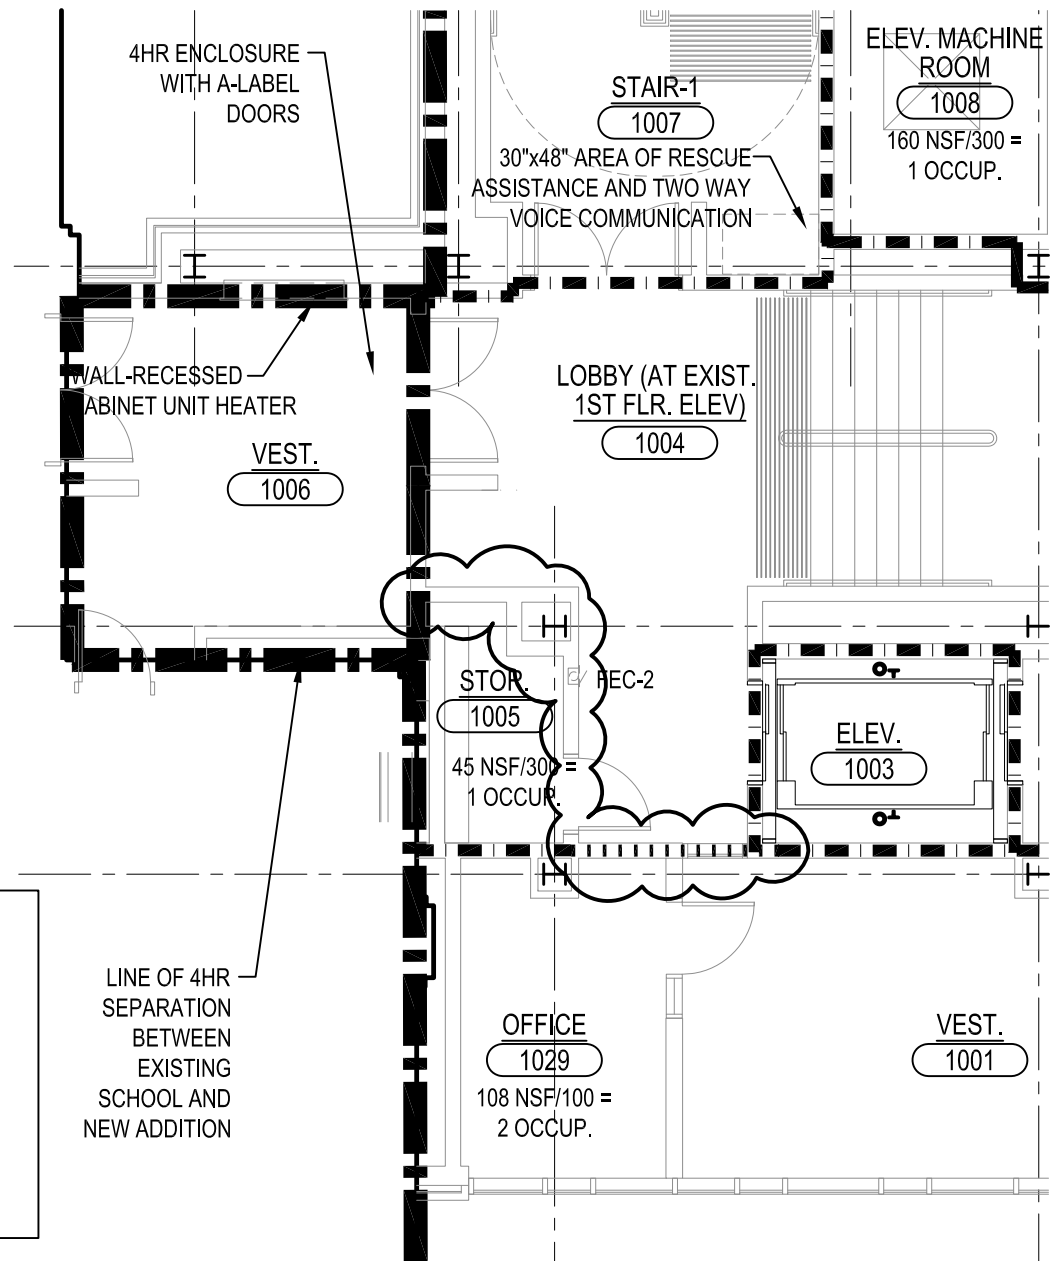 4HR ENCLOSURE
WITH A-LABEL
DOORS
STAIR-1
1007
ELEV. MACHINE
ROOM
1008
160 NSF/300 =
1 OCCUP.
30"x48" AREA OF RESCUE
ASSISTANCE AND TWO WAY
VOICE COMMUNICATION
WALL-RECESSED
ABINET UNIT HEATER
VEST.
1006
LOBBY (AT EXIST.
1ST FLR. ELEV)
1004
STOR.
1005
45 NSF/300 =
1 OCCUP.
FEC-2
ELEV.
1003
LINE OF 4HR
SEPARATION
BETWEEN
EXISTING
SCHOOL AND
NEW ADDITION
OFFICE
1029
108 NSF/100 =
2 OCCUP.
VEST.
1001